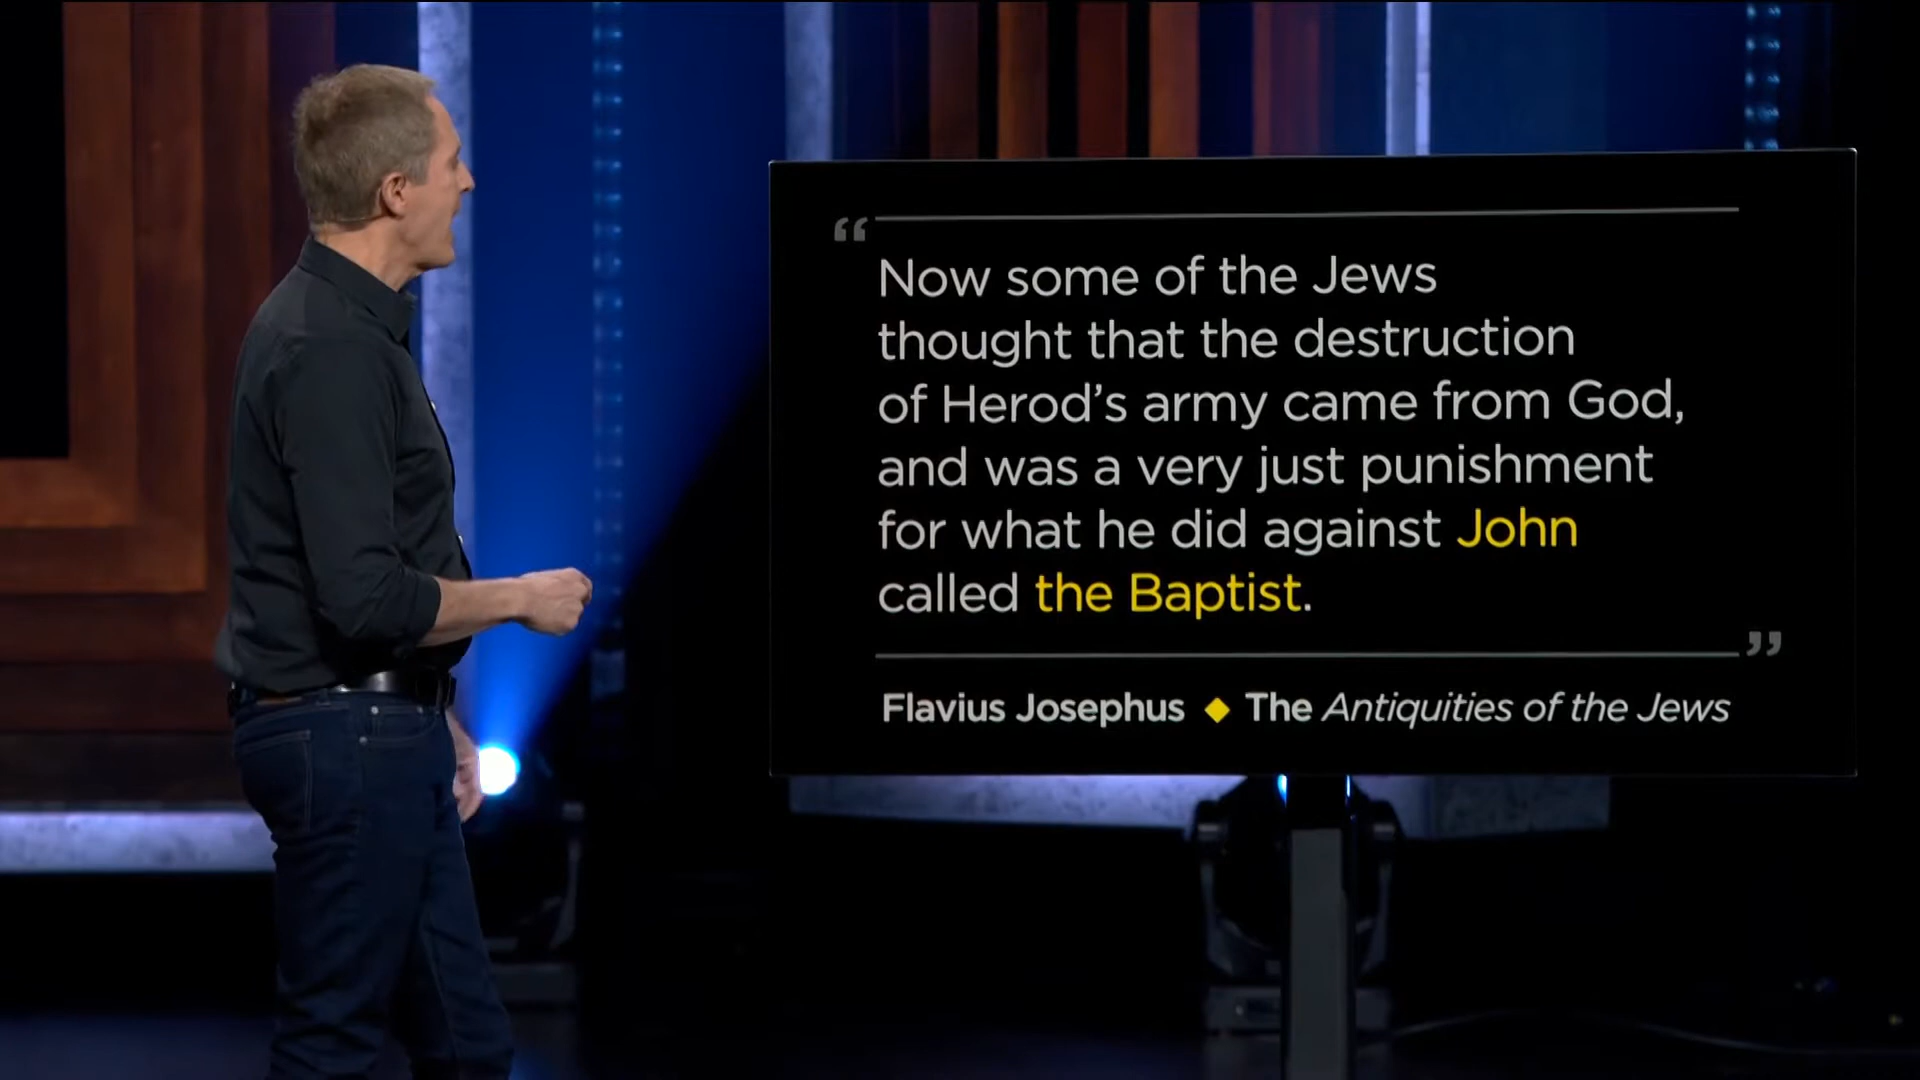 “
Now some of the Jews
thought that the destruction
of Herod’s army came from God,
and was a very just punishment
for what he did against John
called the Baptist.
”
Flavius Josephus ◆ The Antiquities of the Jews